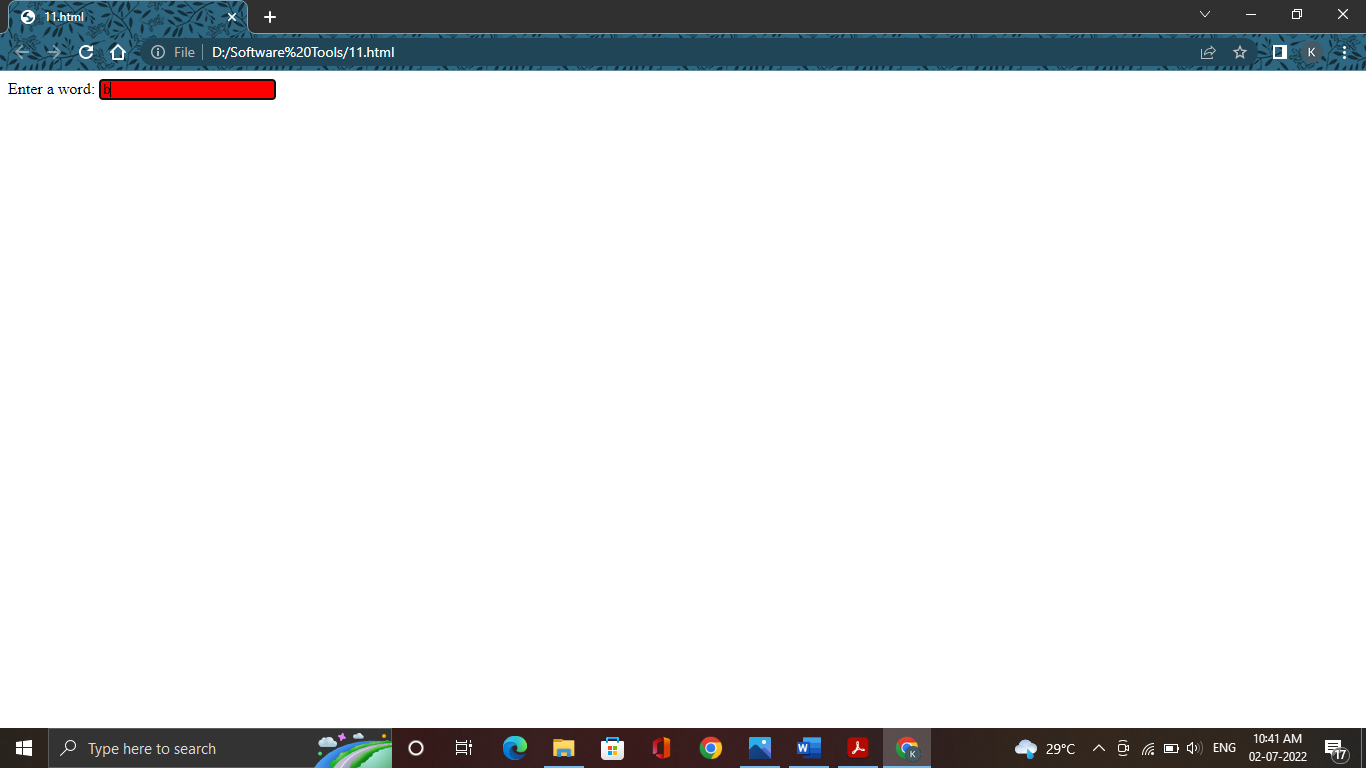 11.html
File D:/Software%20Tools/11.html
K
Enter a word: b
Type here to search
29°C
ENG
10:41 AM
02-07-2022
17